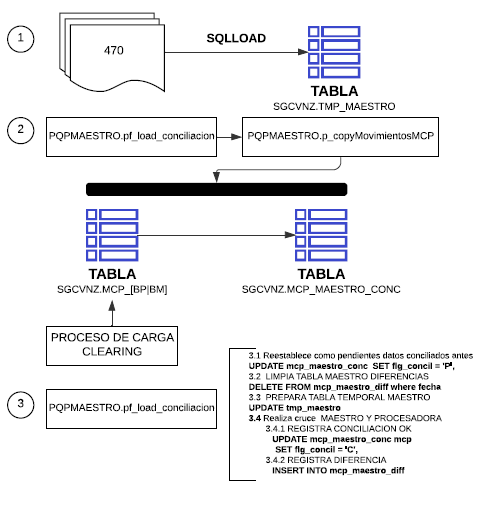 1
470
SQLLOAD
TABLA
SGCVNZ.TMP_MAESTRO
2
PQPMAESTRO.pf_load_conciliacion
PQPMAESTRO.p_copyMovimientosMCP
TABLA
SGCVNZ.MCP_[BP|BM]
TABLA
SGCVNZ.MCP_MAESTRO_CONC
PROCESO DE CARGA
CLEARING
3
PQPMAESTRO.pf_load_conciliacion
3.1 Reestablece como pendientes datos conciliados antes
UPDATE mcp_maestro_conc SET flg_concil = 'P',
3.2 LIMPIA TABLA MAESTRO DIFERENCIAS
DELETE FROM mcp_maestro_diff where fecha
3.3 PREPARA TABLA TEMPORAL MAESTRO
UPDATE tmp_maestro
3.4 Realiza cruce MAESTRO Y PROCESADORA
3.4.1 REGISTRA CONCILIACION OK
UPDATE mcp_maestro_conc mcp
SET flg_concil = 'C',
3.4.2 REGISTRA DIFERENCIA
INSERT INTO mcp_maestro_diff